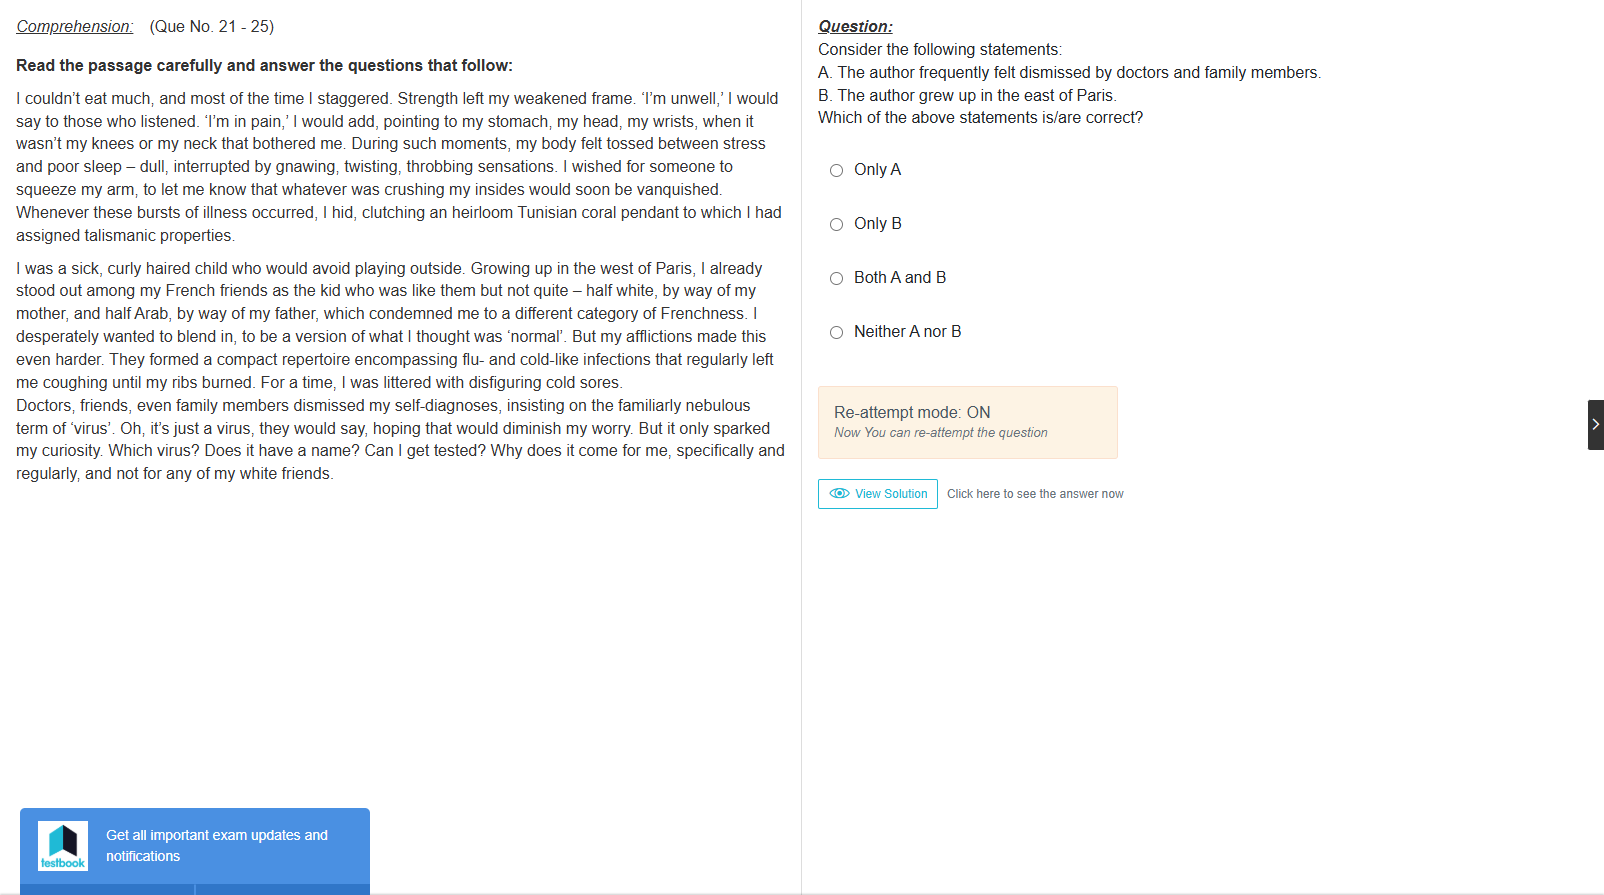 Comprehension: (Que No. 21 - 25)
Read the passage carefully and answer the questions that follow:
I couldn’t eat much, and most of the time I staggered. Strength left my weakened frame. ‘I’m unwell,’ I would
say to those who listened. ‘I’m in pain,’ I would add, pointing to my stomach, my head, my wrists, when it
wasn’t my knees or my neck that bothered me. During such moments, my body felt tossed between stress
and poor sleep – dull, interrupted by gnawing, twisting, throbbing sensations. I wished for someone to
squeeze my arm, to let me know that whatever was crushing my insides would soon be vanquished.
Whenever these bursts of illness occurred, I hid, clutching an heirloom Tunisian coral pendant to which I had
assigned talismanic properties.
I was a sick, curly haired child who would avoid playing outside. Growing up in the west of Paris, I already
stood out among my French friends as the kid who was like them but not quite – half white, by way of my
mother, and half Arab, by way of my father, which condemned me to a different category of Frenchness. I
desperately wanted to blend in, to be a version of what I thought was ‘normal’. But my afflictions made this
even harder. They formed a compact repertoire encompassing flu- and cold-like infections that regularly left
me coughing until my ribs burned. For a time, I was littered with disfiguring cold sores.
Doctors, friends, even family members dismissed my self-diagnoses, insisting on the familiarly nebulous
term of ‘virus’. Oh, it’s just a virus, they would say, hoping that would diminish my worry. But it only sparked
my curiosity. Which virus? Does it have a name? Can I get tested? Why does it come for me, specifically and
regularly, and not for any of my white friends.
Question:
Consider the following statements:
A. The author frequently felt dismissed by doctors and family members.
B. The author grew up in the east of Paris.
Which of the above statements is/are correct?
Only A
Only B
Both A and B
Neither A nor B
Re-attempt mode: ON
Now You can re-attempt the question
View Solution Click here to see the answer now
testbook
Get all important exam updates and
notifications